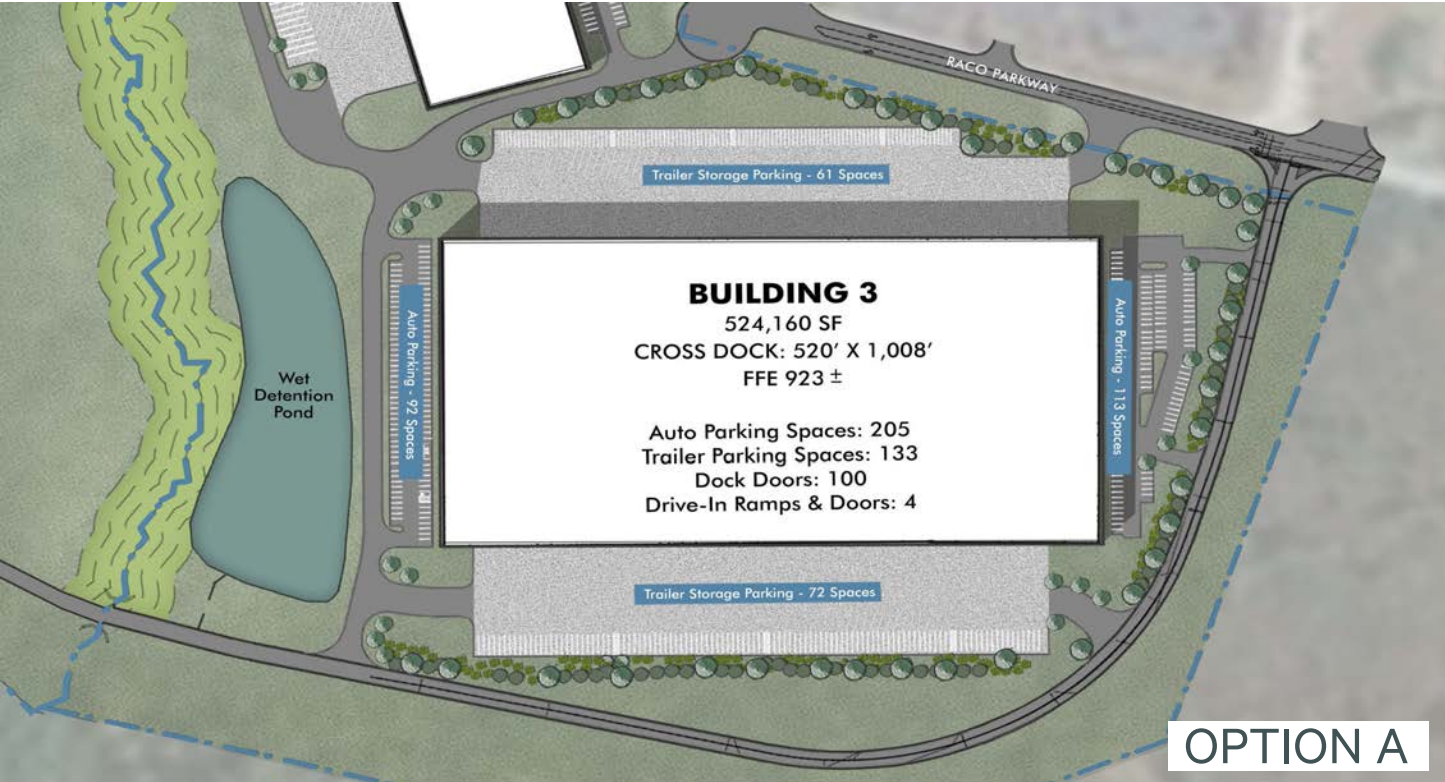 RACO PARKWAY
Trailer Storage Parking - 61 Spaces
BUILDING 3
524,160 SF
CROSS DOCK: 520’ X 1,008’
FFE 923 ±
Auto Parking Spaces: 205
Trailer Parking Spaces: 133
Dock Doors: 100
Drive-In Ramps & Doors: 4
Auto Parking - 92 Spaces
Auto Parking - 113 Spaces
Wet
Detention
Pond
Trailer Storage Parking - 72 Spaces
OPTION A